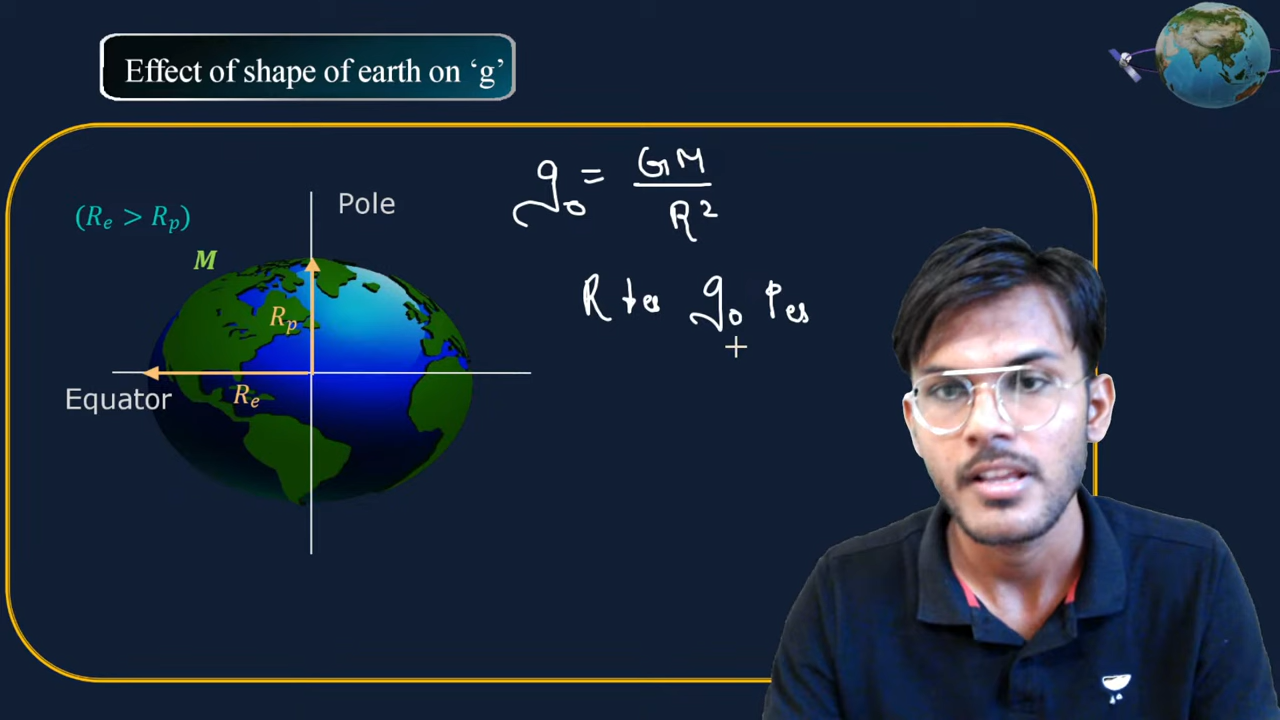 Effect of shape of earth on ‘g’
(Rₑ > Rₚ)
Pole
M
Rₚ
Equator
Rₑ
g₀ = GM / R²
R ↓es g₀ ↑es